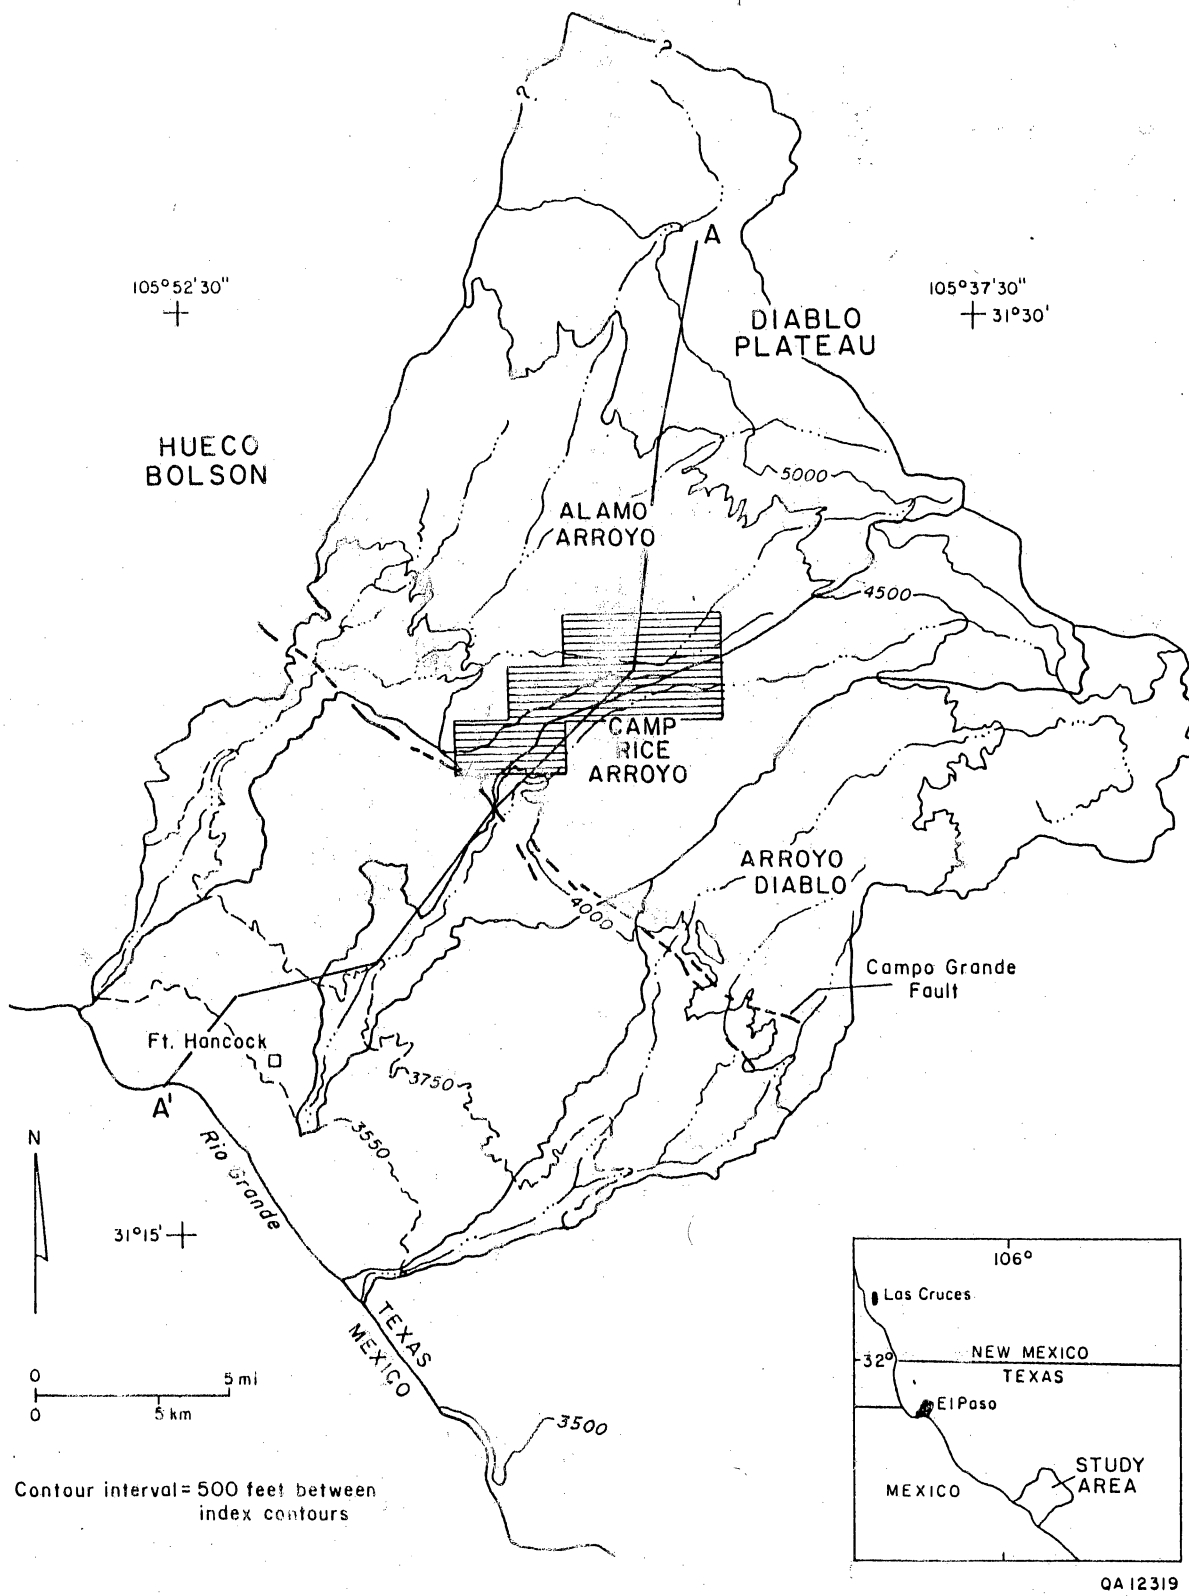 ?
?
A
105°52'30"
105°37'30"
31°30'
DIABLO
PLATEAU
HUECO
BOLSON
5000
ALAMO
ARROYO
4500
CAMP
RICE
ARROYO
ARROYO
DIABLO
4000
Campo Grande
Fault
Ft. Hancock
3750
A'
3550
N
Rio Grande
31°15'
TEXAS
MEXICO
0
5 mi
0
5 km
3500
Contour interval = 500 feet between
index contours
106°
Las Cruces
32°
NEW MEXICO
TEXAS
El Paso
STUDY
AREA
MEXICO
QA 12319